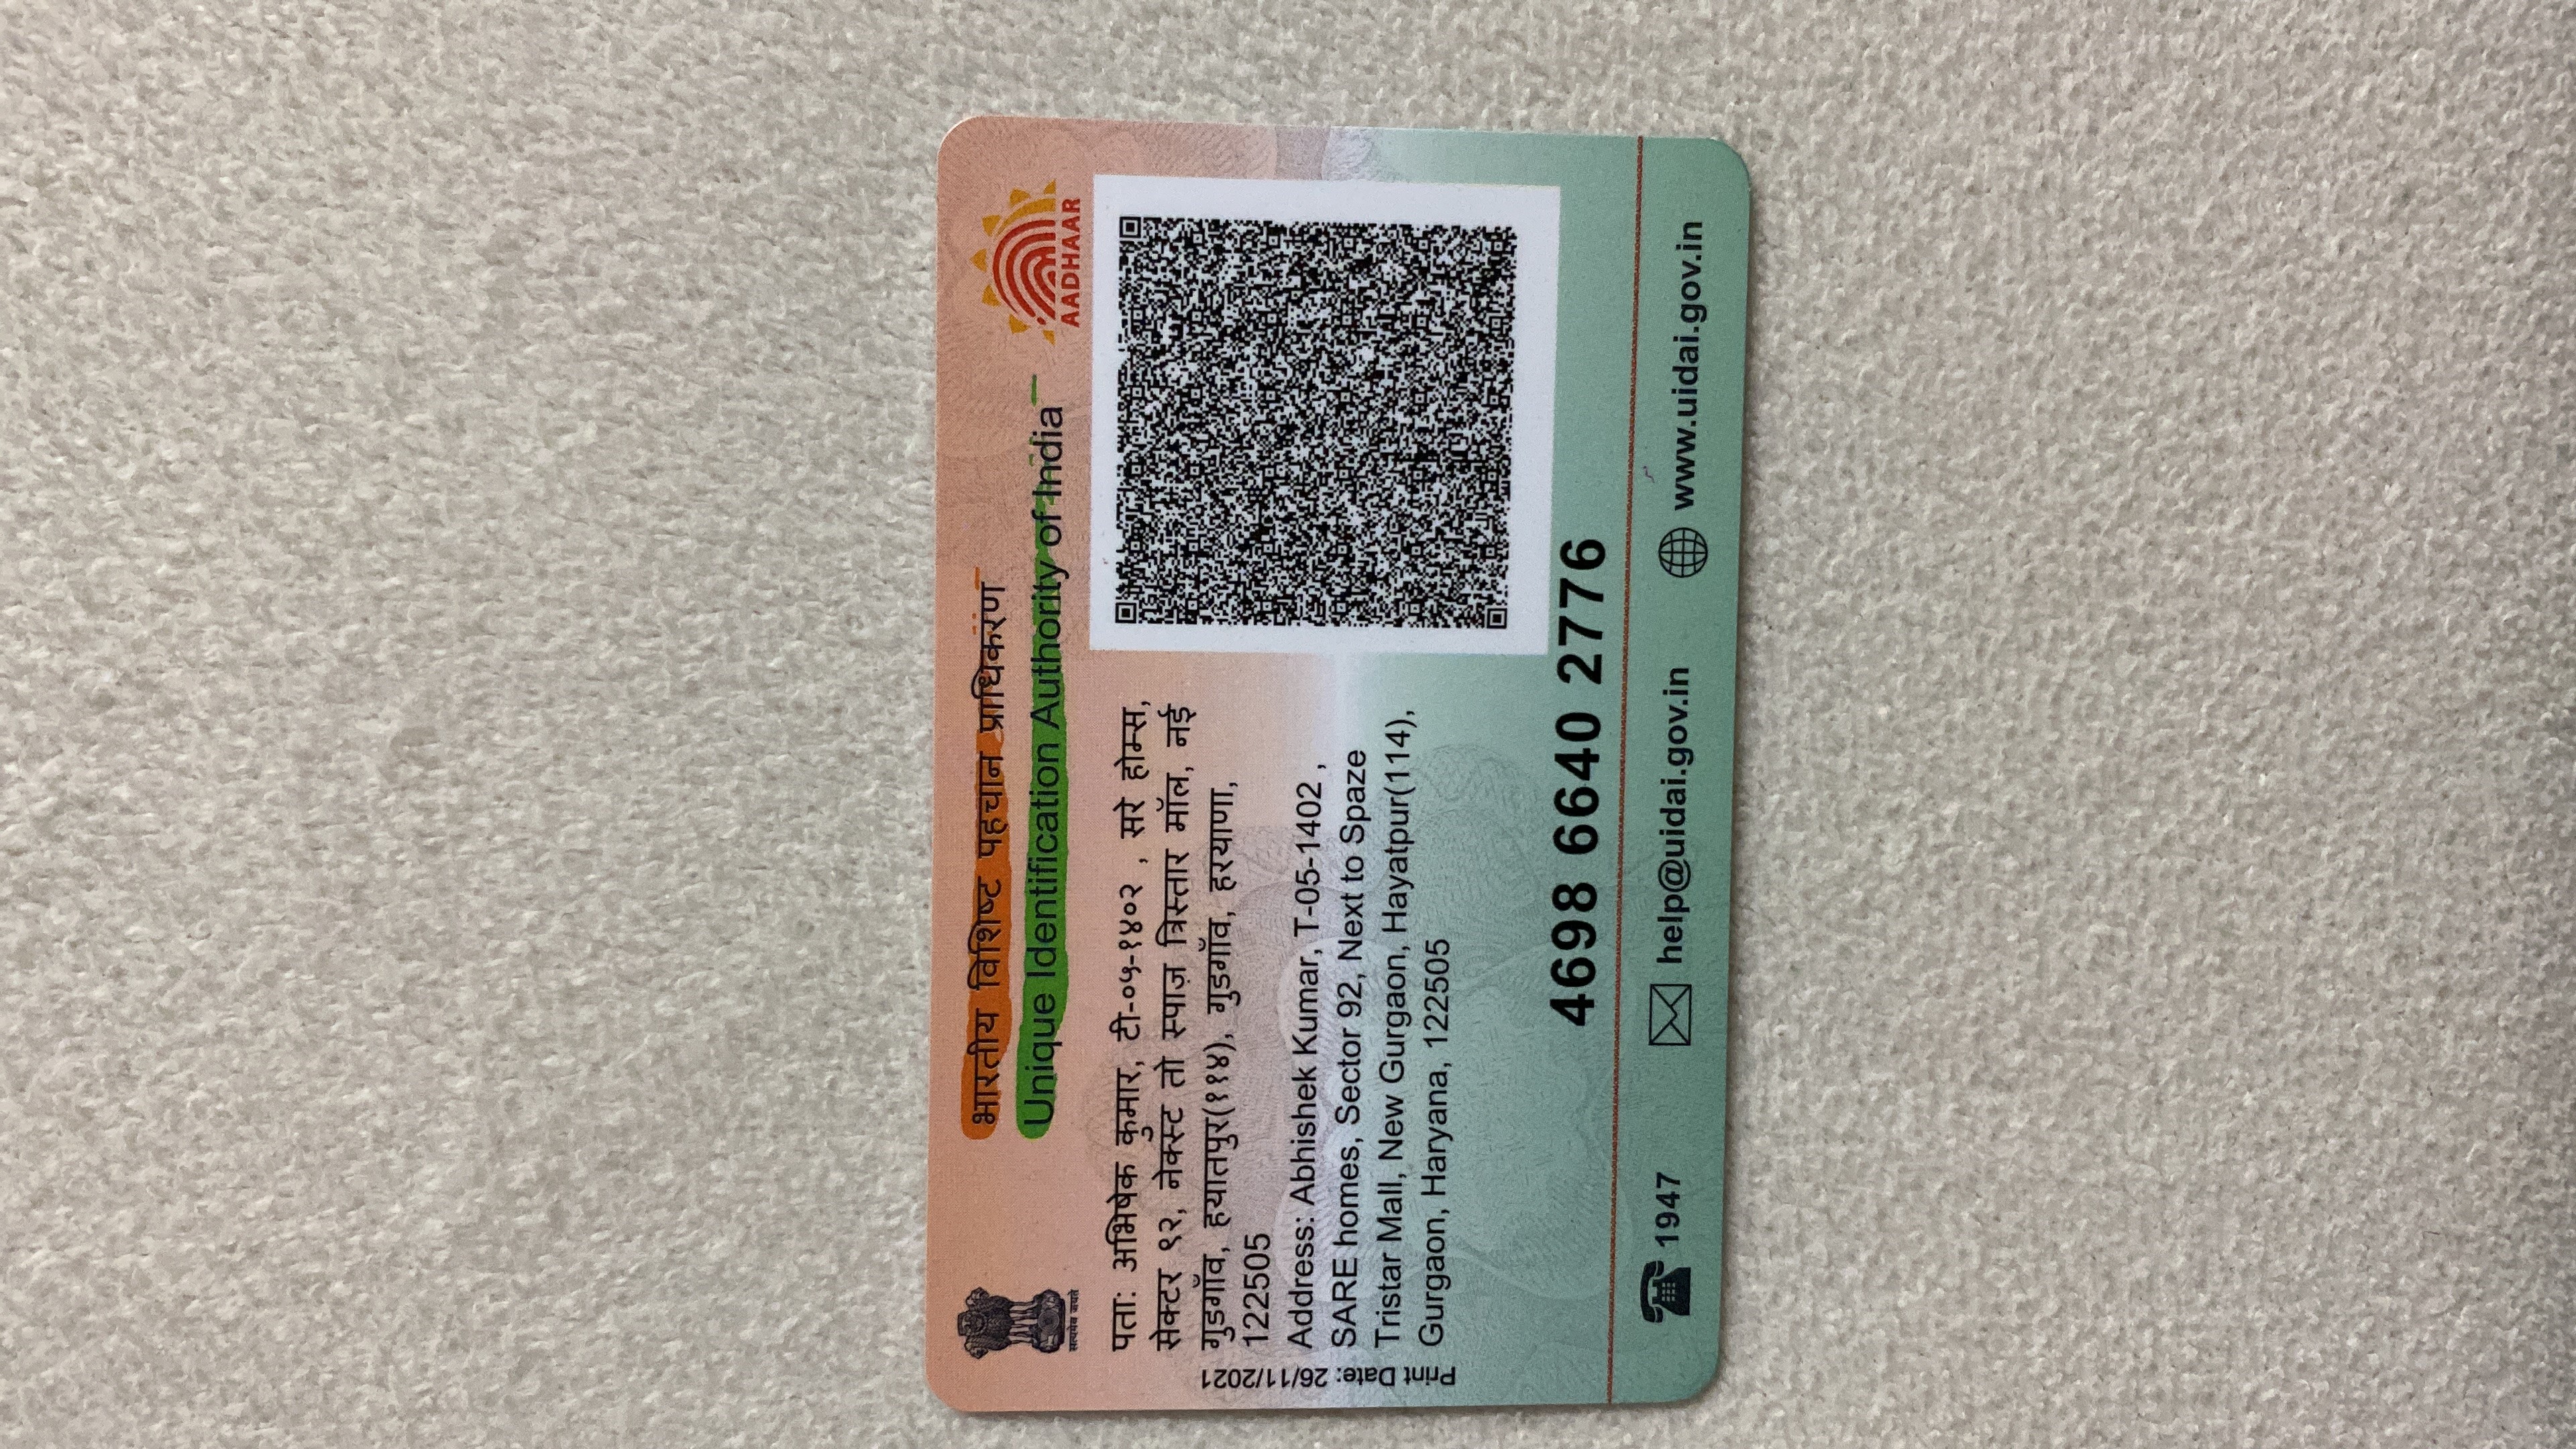 भारतीय विशिष्ट पहचान प्राधिकरण
Unique Identification Authority of India
AADHAAR
सत्यमेव जयते
पता: अभिषेक कुमार, टी-०५-१४०२ , सरे होम्स,
सेक्टर ९२, नेक्स्ट तो स्पाज़ त्रिस्तार मॉल, नई
गुडगाँव, हयातपुर(११४), गुडगाँव, हरयाणा,
122505
Address: Abhishek Kumar, T-05-1402 ,
SARE homes, Sector 92, Next to Spaze
Tristar Mall, New Gurgaon, Hayatpur(114),
Gurgaon, Haryana, 122505
Print Date: 26/11/2021
4698 6640 2776
1947
help@uidai.gov.in
www.uidai.gov.in